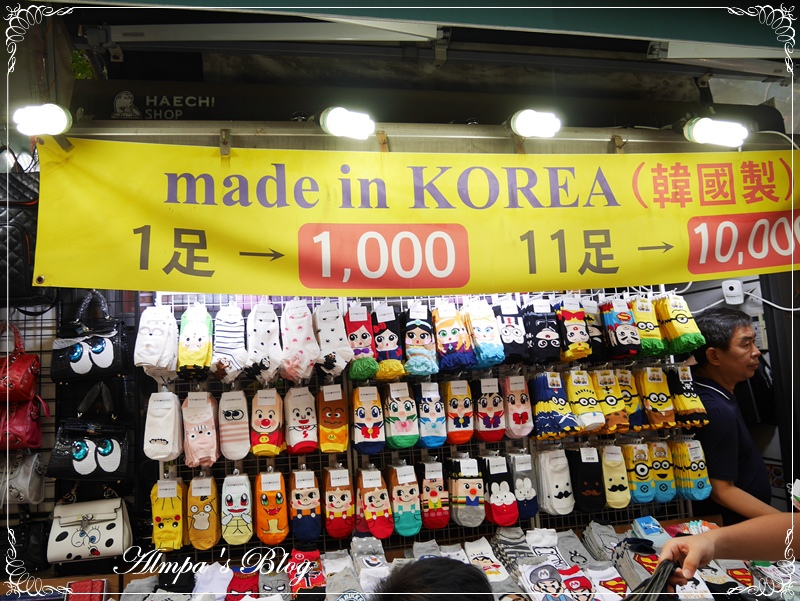 HAECHI
SHOP
made in KOREA (韓國製)
1足 → 1,000
11足 → 10,000
Almpa's Blog